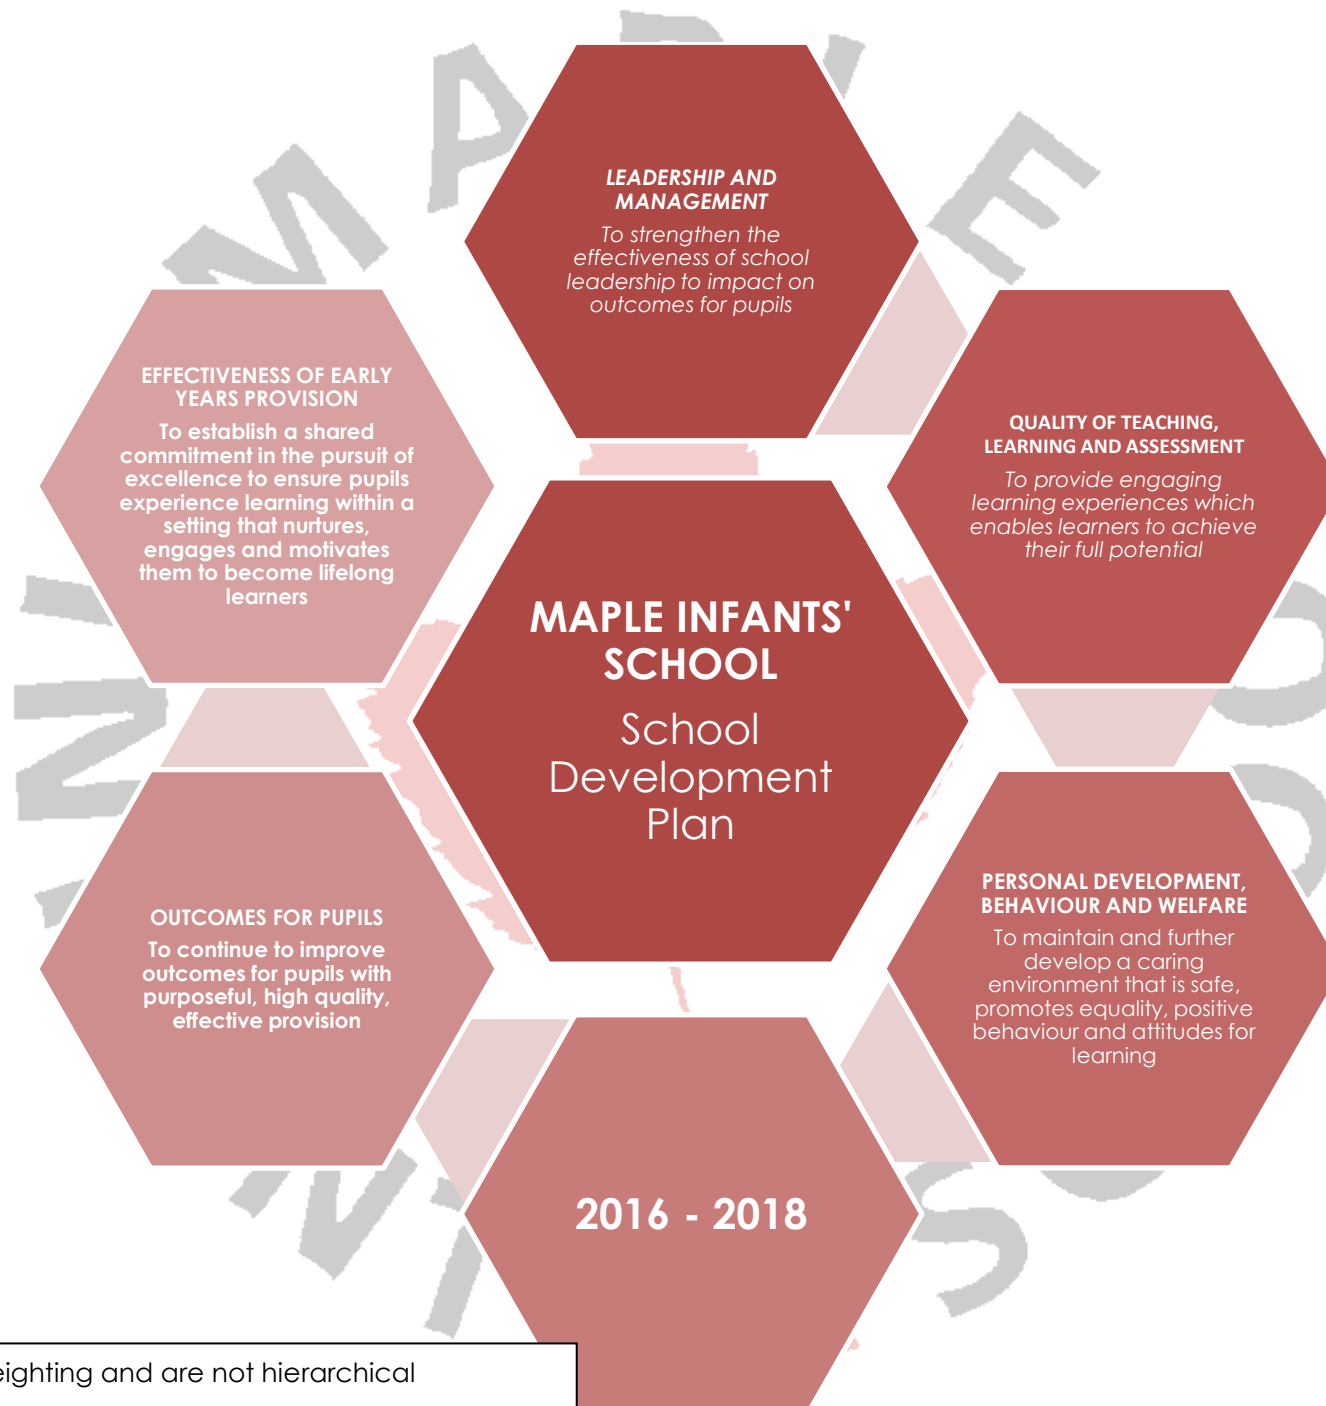 LEADERSHIP AND
MANAGEMENT
To strengthen the
effectiveness of school
leadership to impact on
outcomes for pupils
QUALITY OF TEACHING,
LEARNING AND ASSESSMENT
To provide engaging
learning experiences which
enables learners to achieve
their full potential
PERSONAL DEVELOPMENT,
BEHAVIOUR AND WELFARE
To maintain and further
develop a caring
environment that is safe,
promotes equality, positive
behaviour and attitudes for
learning
2016 - 2018
OUTCOMES FOR PUPILS
To continue to improve
outcomes for pupils with
purposeful, high quality,
effective provision
EFFECTIVENESS OF EARLY
YEARS PROVISION
To establish a shared
commitment in the pursuit of
excellence to ensure pupils
experience learning within a
setting that nurtures,
engages and motivates
them to become lifelong
learners
MAPLE INFANTS'
SCHOOL
School
Development
Plan
eighting and are not hierarchical